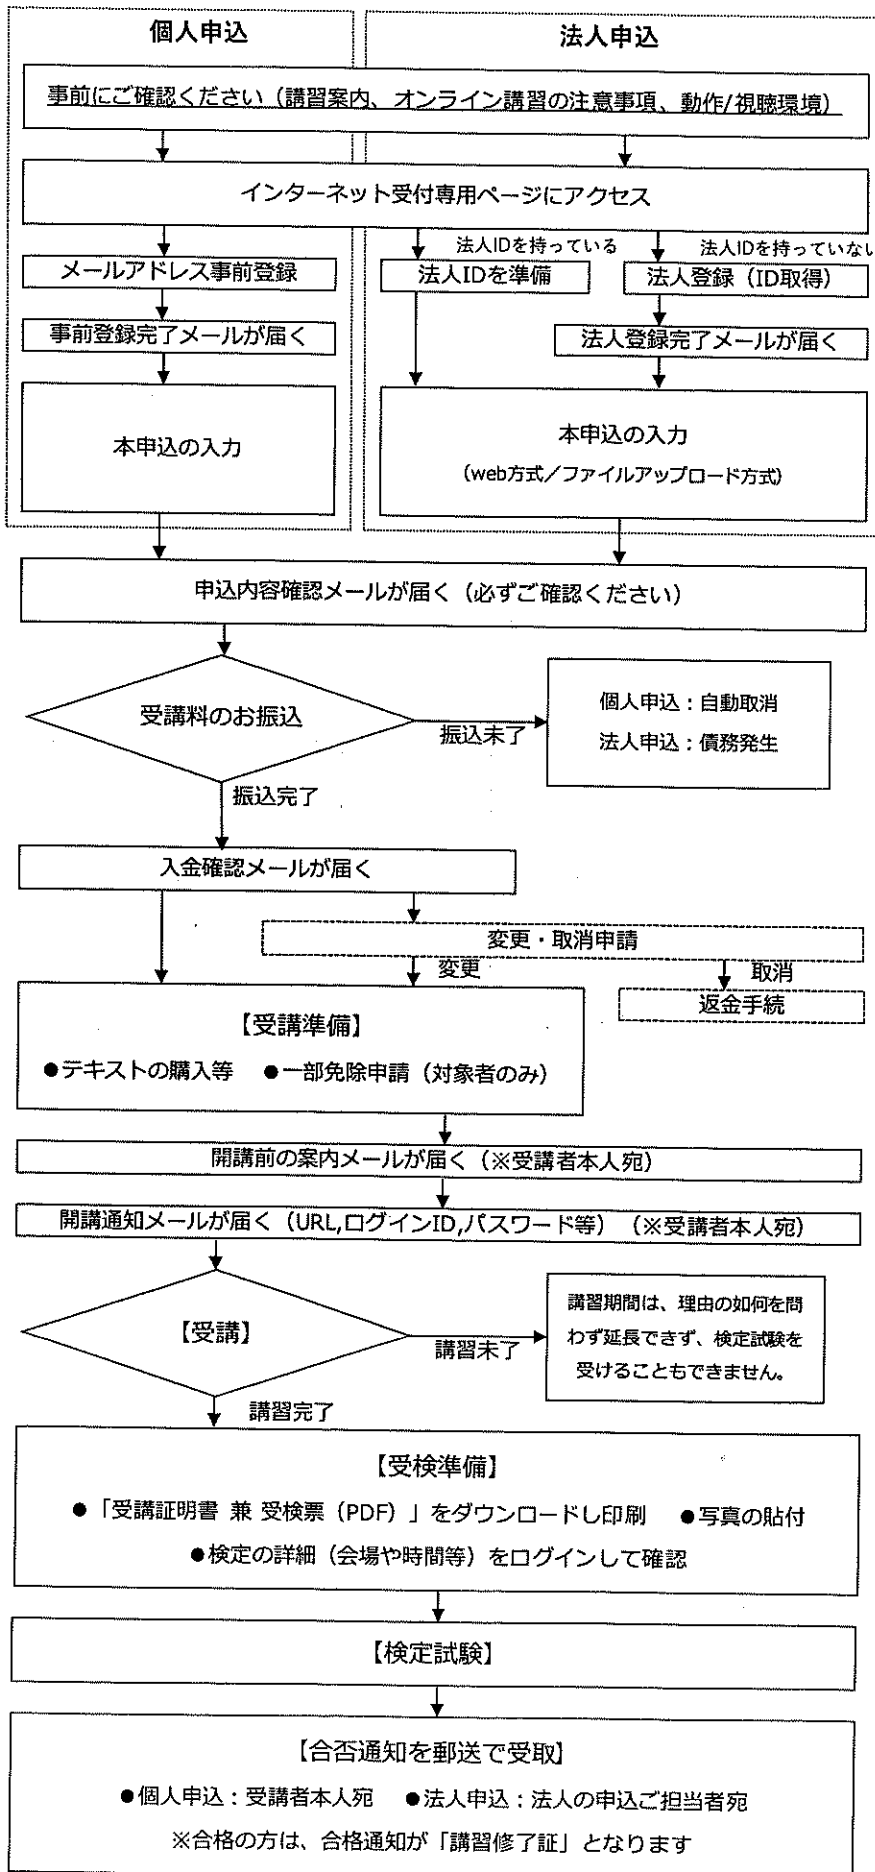 個人申込
法人申込
事前にご確認ください（講習案内、オンライン講習の注意事項、動作/視聴環境）
インターネット受付専用ページにアクセス
法人IDを持っている
法人IDを持っていない
メールアドレス事前登録
法人IDを準備
法人登録（ID取得）
事前登録完了メールが届く
法人登録完了メールが届く
本申込の入力
本申込の入力
（web方式／ファイルアップロード方式）
申込内容確認メールが届く（必ずご確認ください）
受講料のお振込
振込未了
個人申込：自動取消
法人申込：債務発生
振込完了
入金確認メールが届く
変更・取消申請
変更
取消
返金手続
【受講準備】
●テキストの購入等　●一部免除申請（対象者のみ）
開講前の案内メールが届く（※受講者本人宛）
開講通知メールが届く（URL,ログインID,パスワード等）（※受講者本人宛）
【受講】
講習未了
講習期間は、理由の如何を問
わず延長できず、検定試験を
受けることもできません。
講習完了
【受検準備】
●「受講証明書 兼 受検票（PDF）」をダウンロードし印刷　●写真の貼付
●検定の詳細（会場や時間等）をログインして確認
【検定試験】
【合否通知を郵送で受取】
●個人申込：受講者本人宛　●法人申込：法人の申込ご担当者宛
※合格の方は、合格通知が「講習修了証」となります